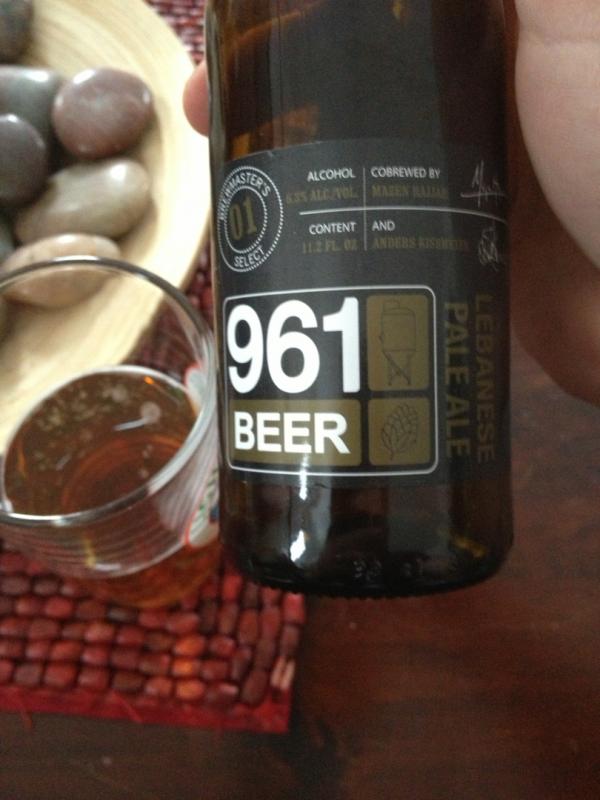 BREWMASTER'S
01
SELECT
ALCOHOL
6.3% ALC/VOL.
CONTENT
11.2 FL. OZ
COBREWED BY
MAZEN HAJJAR
AND
ANDERS KISSMEYER
961
BEER
LEBANESE
PALE ALE